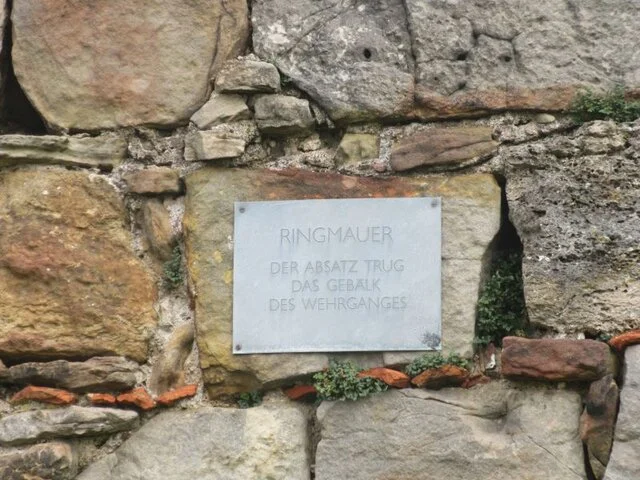 RINGMAUER
DER ABSATZ TRUG
DAS GEBÄLK
DES WEHRGANGES